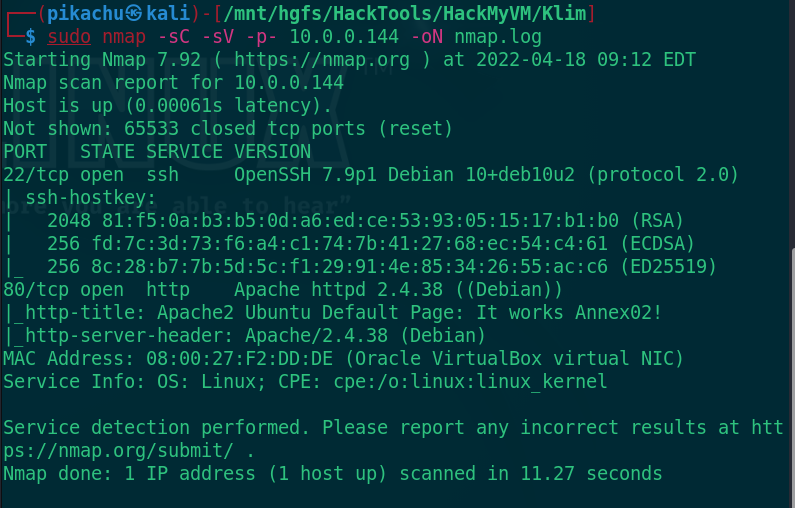 ┌──(pikachu㉿kali)-[/mnt/hgfs/HackTools/HackMyVM/Klim]
└─$ sudo nmap -sC -sV -p- 10.0.0.144 -oN nmap.log
Starting Nmap 7.92 ( https://nmap.org ) at 2022-04-18 09:12 EDT
Nmap scan report for 10.0.0.144
Host is up (0.00061s latency).
Not shown: 65533 closed tcp ports (reset)
PORT   STATE SERVICE VERSION
22/tcp open  ssh     OpenSSH 7.9p1 Debian 10+deb10u2 (protocol 2.0)
| ssh-hostkey:
|   2048 81:f5:0a:b3:b5:0d:a6:ed:ce:53:93:05:15:17:b1:b0 (RSA)
|   256 fd:7c:3d:73:f6:a4:c1:74:7b:41:27:68:ec:54:c4:61 (ECDSA)
|_  256 8c:28:b7:7b:5d:5c:f1:29:91:4e:85:34:26:55:ac:c6 (ED25519)
80/tcp open  http    Apache httpd 2.4.38 ((Debian))
|_http-title: Apache2 Ubuntu Default Page: It works Annex02!
|_http-server-header: Apache/2.4.38 (Debian)
MAC Address: 08:00:27:F2:DD:DE (Oracle VirtualBox virtual NIC)
Service Info: OS: Linux; CPE: cpe:/o:linux:linux_kernel

Service detection performed. Please report any incorrect results at htt
ps://nmap.org/submit/ .
Nmap done: 1 IP address (1 host up) scanned in 11.27 seconds